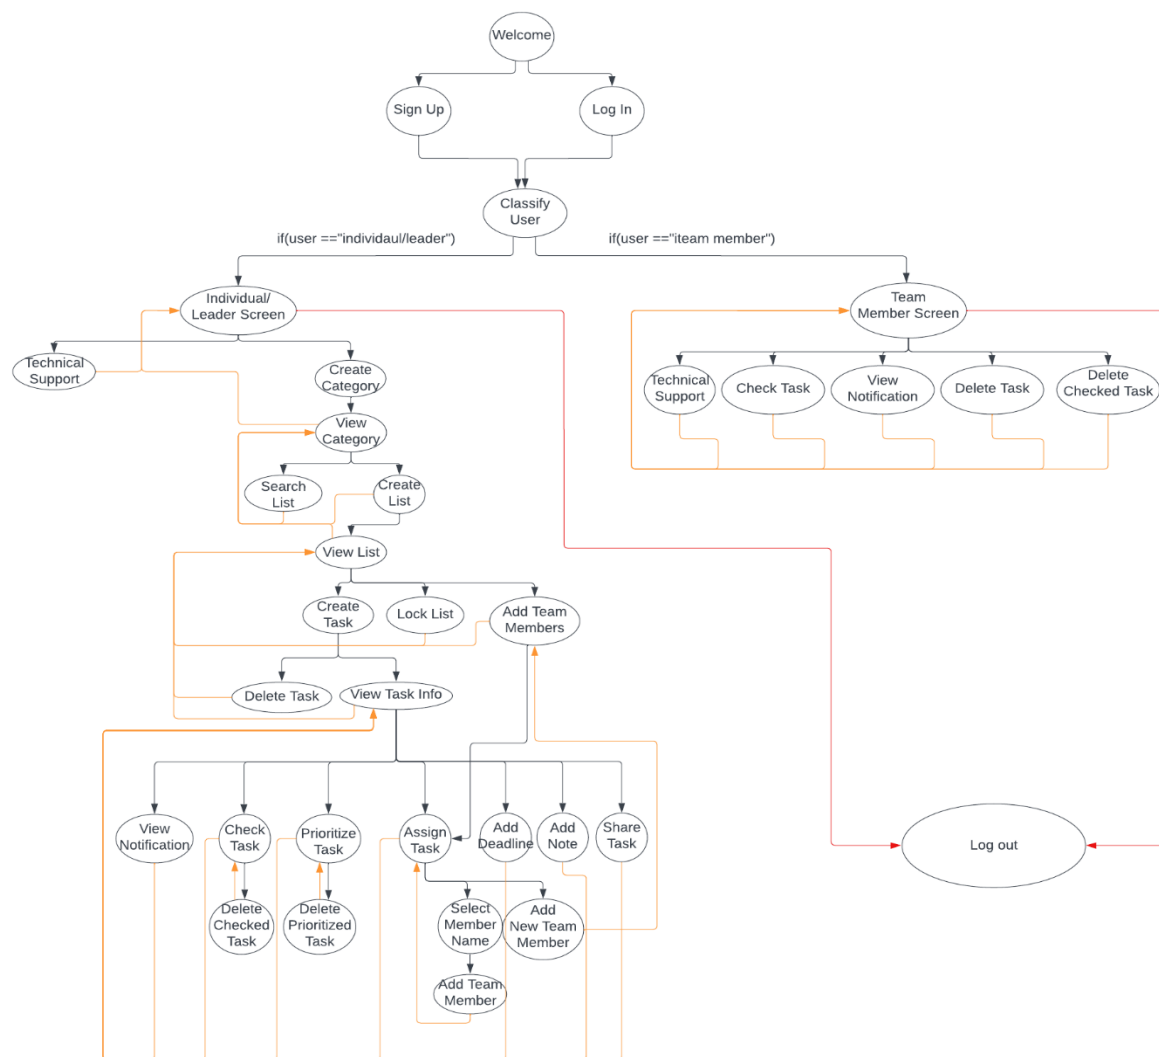 Welcome
Sign Up
Log In
Classify
User
if(user =="individaul/leader")
if(user =="iteam member")
Individual/
Leader Screen
Team
Member Screen
Technical
Support
Create
Category
Technical
Support
Check Task
View
Notification
Delete Task
Delete
Checked Task
View
Category
Search
List
Create
List
View List
Create
Task
Lock List
Add Team
Members
Delete Task
View Task Info
View
Notification
Check
Task
Prioritize
Task
Assign
Task
Add
Deadline
Add
Note
Share
Task
Log out
Delete
Checked
Task
Delete
Prioritized
Task
Select
Member
Name
Add
New Team
Member
Add Team
Member